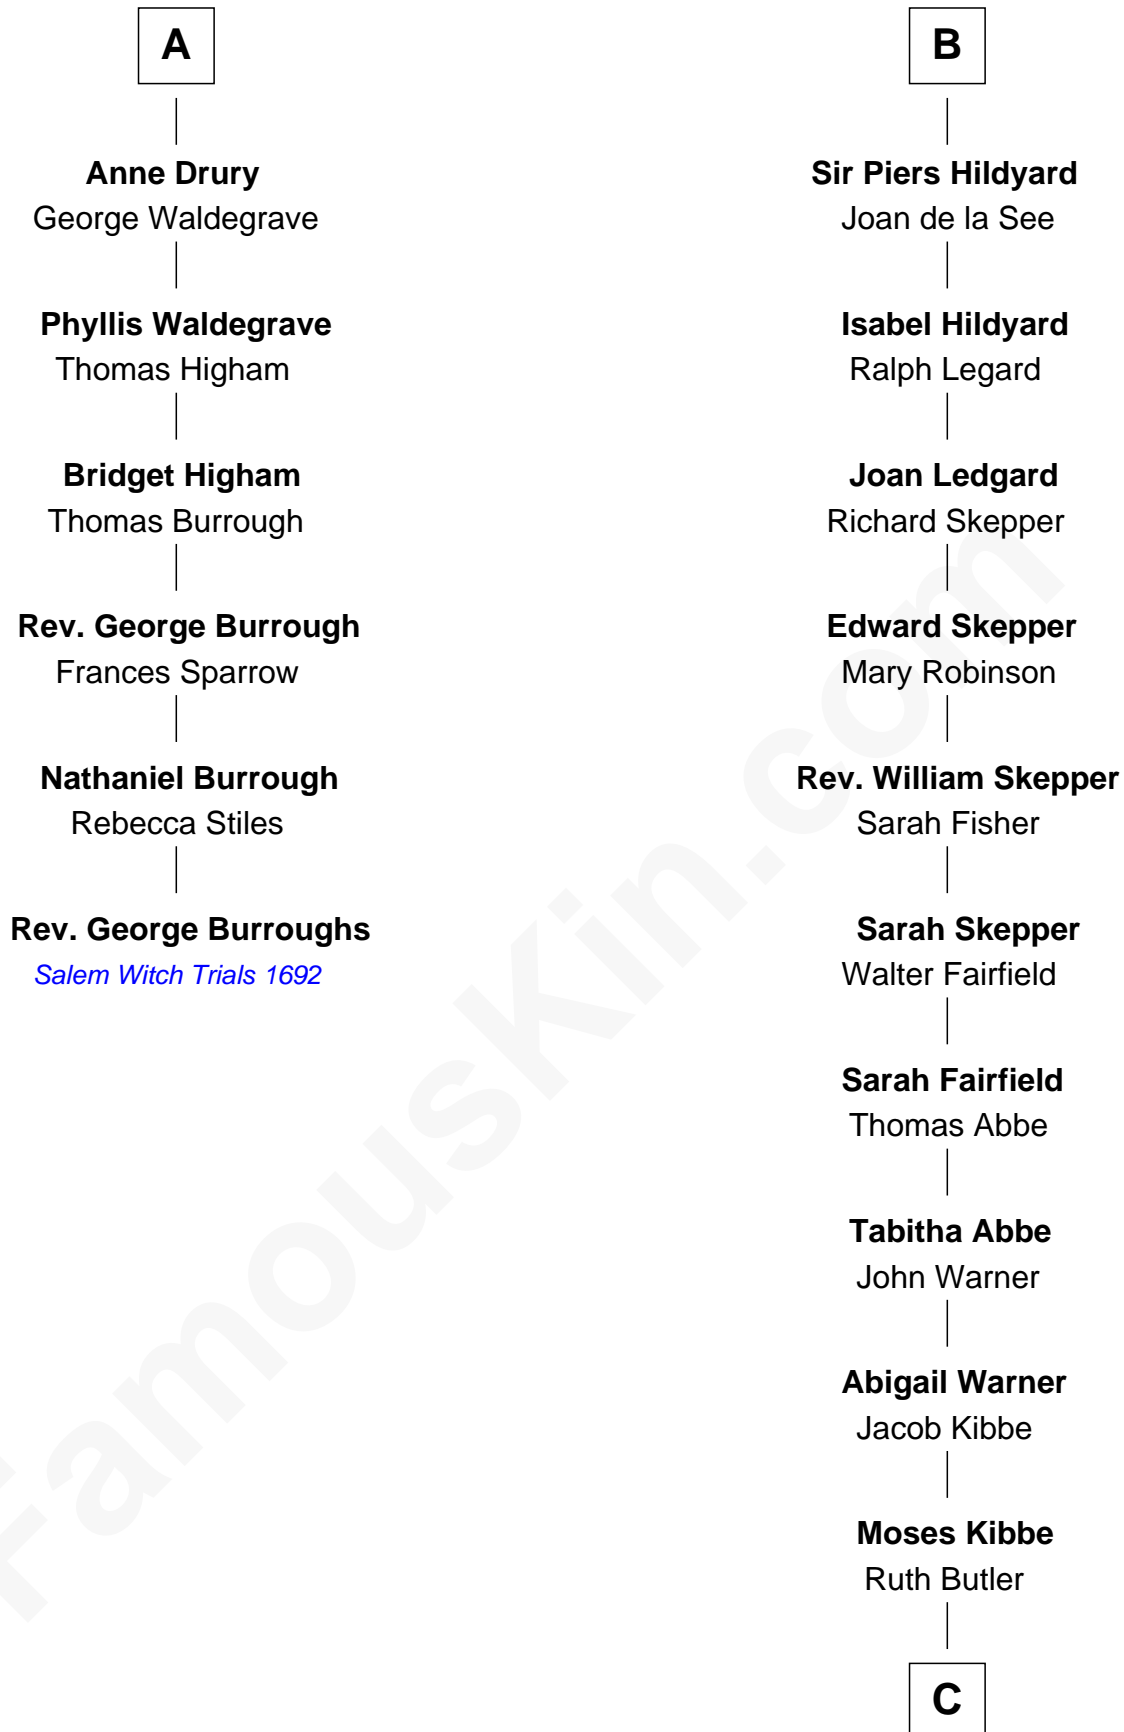 A
Anne Drury
George Waldegrave
Phyllis Waldegrave
Thomas Higham
Bridget Higham
Thomas Burrough
Rev. George Burrough
Frances Sparrow
Nathaniel Burrough
Rebecca Stiles
Rev. George Burroughs
Salem Witch Trials 1692
B
Sir Piers Hildyard
Joan de la See
Isabel Hildyard
Ralph Legard
Joan Ledgard
Richard Skepper
Edward Skepper
Mary Robinson
Rev. William Skepper
Sarah Fisher
Sarah Skepper
Walter Fairfield
Sarah Fairfield
Thomas Abbe
Tabitha Abbe
John Warner
Abigail Warner
Jacob Kibbe
Moses Kibbe
Ruth Butler
C
FamousKin.com